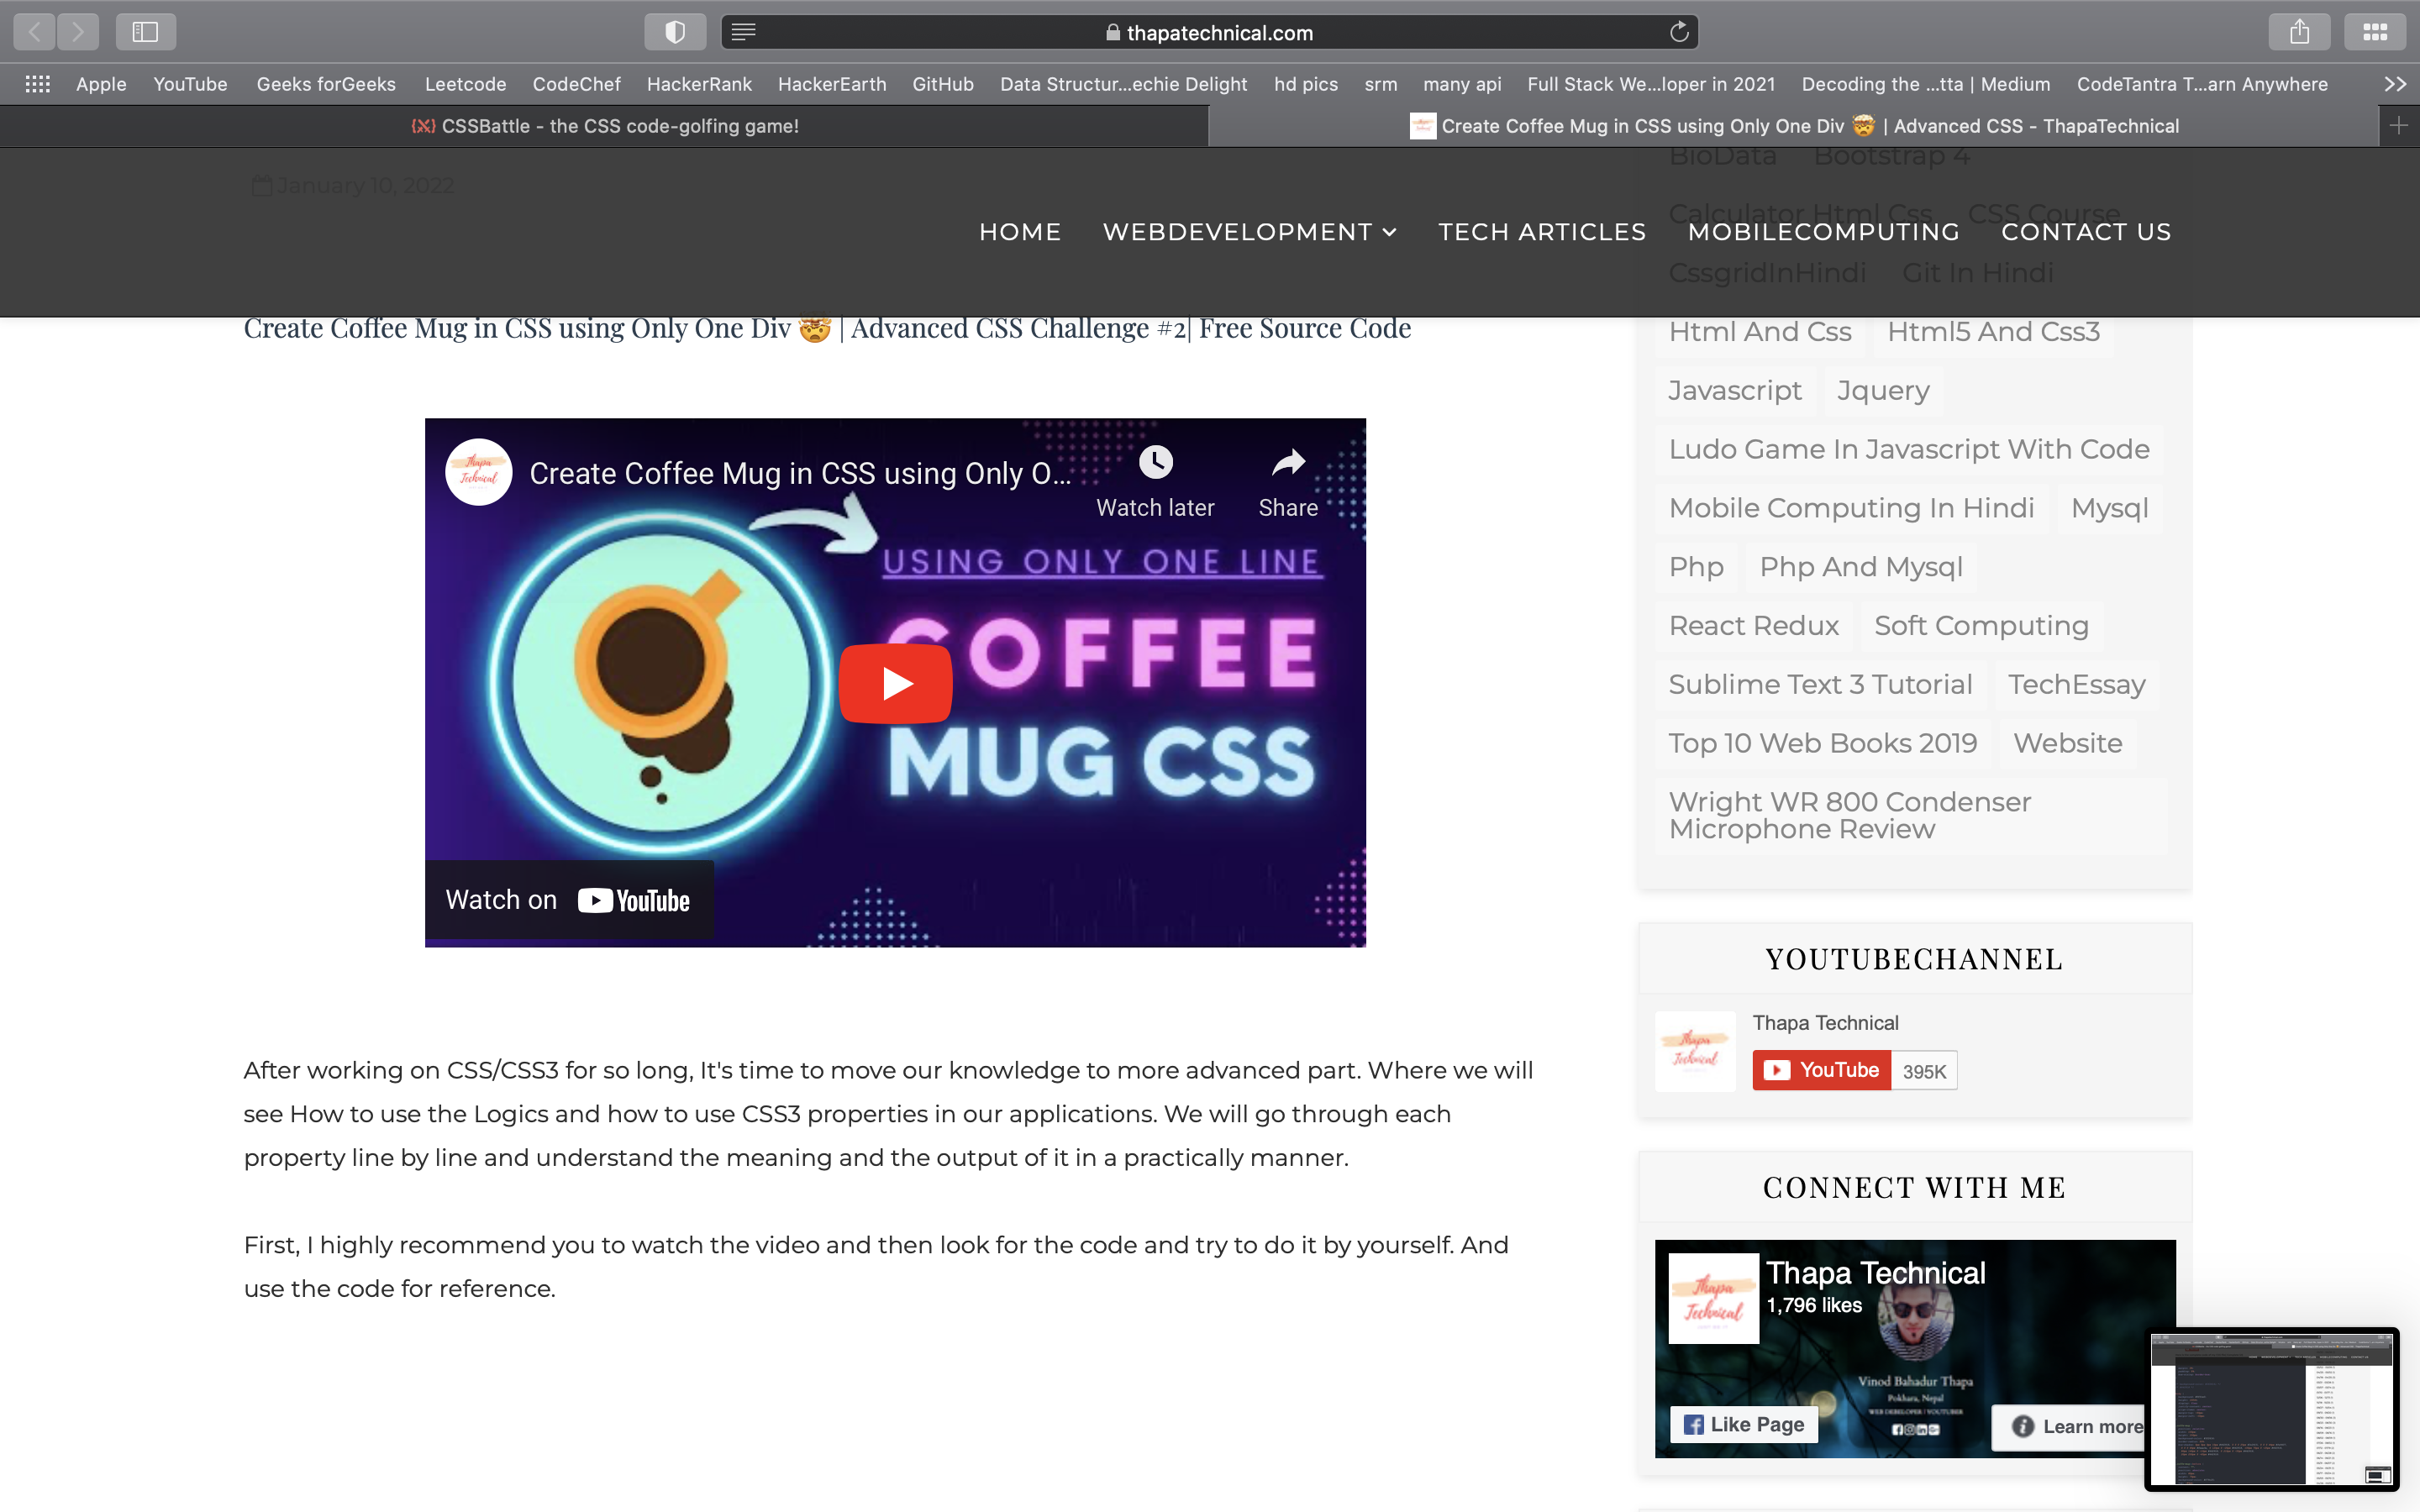 thapatechnical.com
Apple YouTube Geeks forGeeks Leetcode CodeChef HackerRank HackerEarth GitHub Data Structur...echie Delight hd pics srm many api Full Stack We...loper in 2021 Decoding the ...tta | Medium CodeTantra T...arn Anywhere
CSSBattle - the CSS code-golfing game!
Create Coffee Mug in CSS using Only One Div 🤯 | Advanced CSS - ThapaTechnical
January 10, 2022
HOME WEBDEVELOPMENT TECH ARTICLES MOBILECOMPUTING CONTACT US
Create Coffee Mug in CSS using Only One Div 🤯 | Advanced CSS Challenge #2| Free Source Code
Thapa
Technical
Create Coffee Mug in CSS using Only O...
Watch later
Share
USING ONLY ONE LINE
COFFEE
MUG CSS
Watch on YouTube
After working on CSS/CSS3 for so long, It's time to move our knowledge to more advanced part. Where we will
see How to use the Logics and how to use CSS3 properties in our applications. We will go through each
property line by line and understand the meaning and the output of it in a practically manner.
First, I highly recommend you to watch the video and then look for the code and try to do it by yourself. And
use the code for reference.
BioData Bootstrap 4
Calculator Html Css CSS Course
CssgridInHindi Git In Hindi
Html And Css Html5 And Css3
Javascript Jquery
Ludo Game In Javascript With Code
Mobile Computing In Hindi Mysql
Php Php And Mysql
React Redux Soft Computing
Sublime Text 3 Tutorial TechEssay
Top 10 Web Books 2019 Website
Wright WR 800 Condenser
Microphone Review
YOUTUBECHANNEL
Thapa
Technical
Thapa Technical
YouTube 395K
CONNECT WITH ME
Thapa
Technical
Thapa Technical
1,796 likes
Vinod Bahadur Thapa
Pokhara, Nepal
WEB DEBELOPER | YOUTUBER
Like Page
Learn more